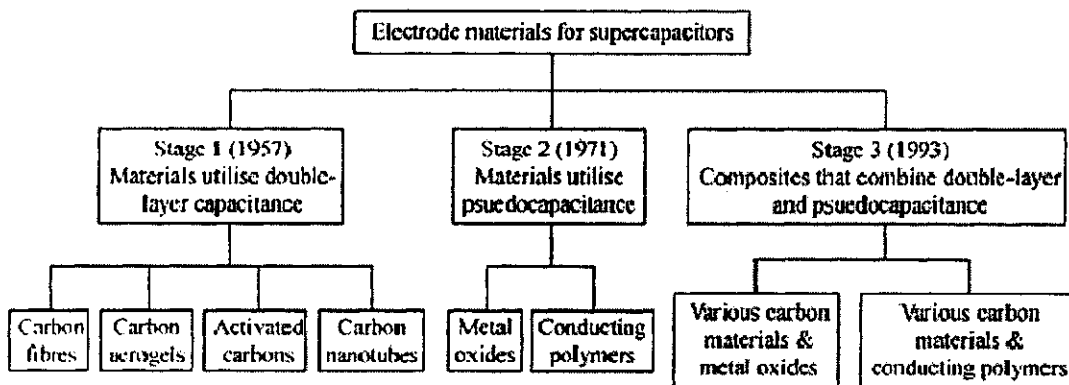 Electrode materials for supercapacitors
Stage 1 (1957)
Materials utilise double-
layer capacitance
Stage 2 (1971)
Materials utilise
psuedocapacitance
Stage 3 (1993)
Composites that combine double-layer
and psuedocapacitance
Carbon
fibres
Carbon
aerogels
Activated
carbons
Carbon
nanotubes
Metal
oxides
Conducting
polymers
Various carbon
materials &
metal oxides
Various carbon
materials &
conducting polymers